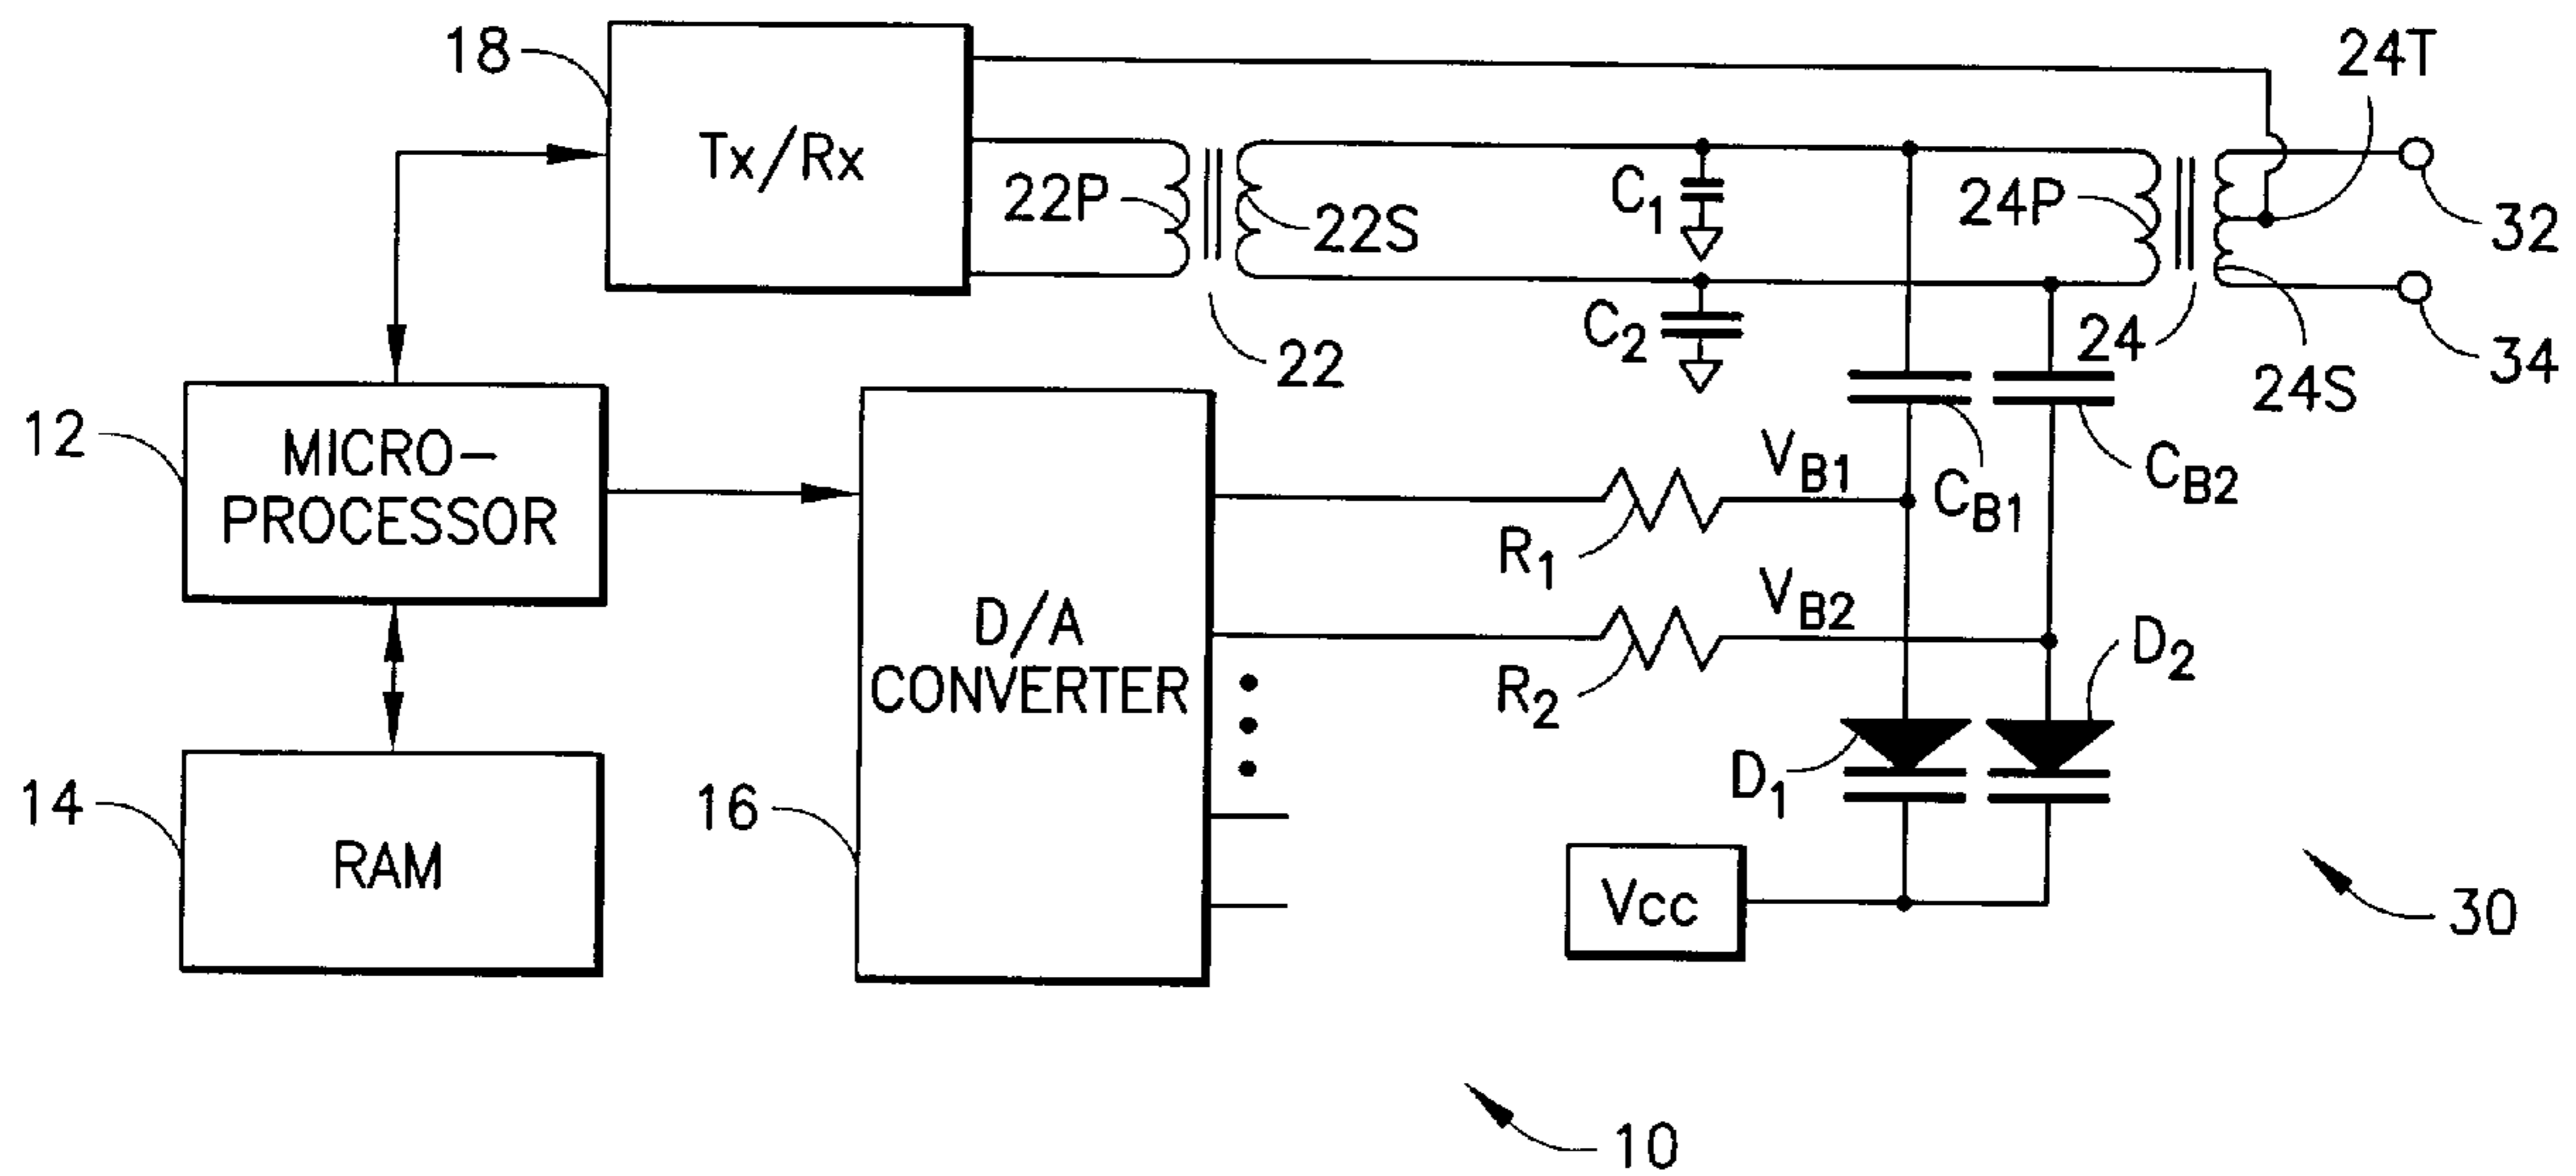 18
Tx/Rx
24T
22P
22S
C1
24P
32
C2
22
24
24S
34
12
MICRO-
PROCESSOR
VB1
CB1
CB2
R1
D/A
CONVERTER
VB2
R2
D2
D1
14
RAM
16
Vcc
30
10